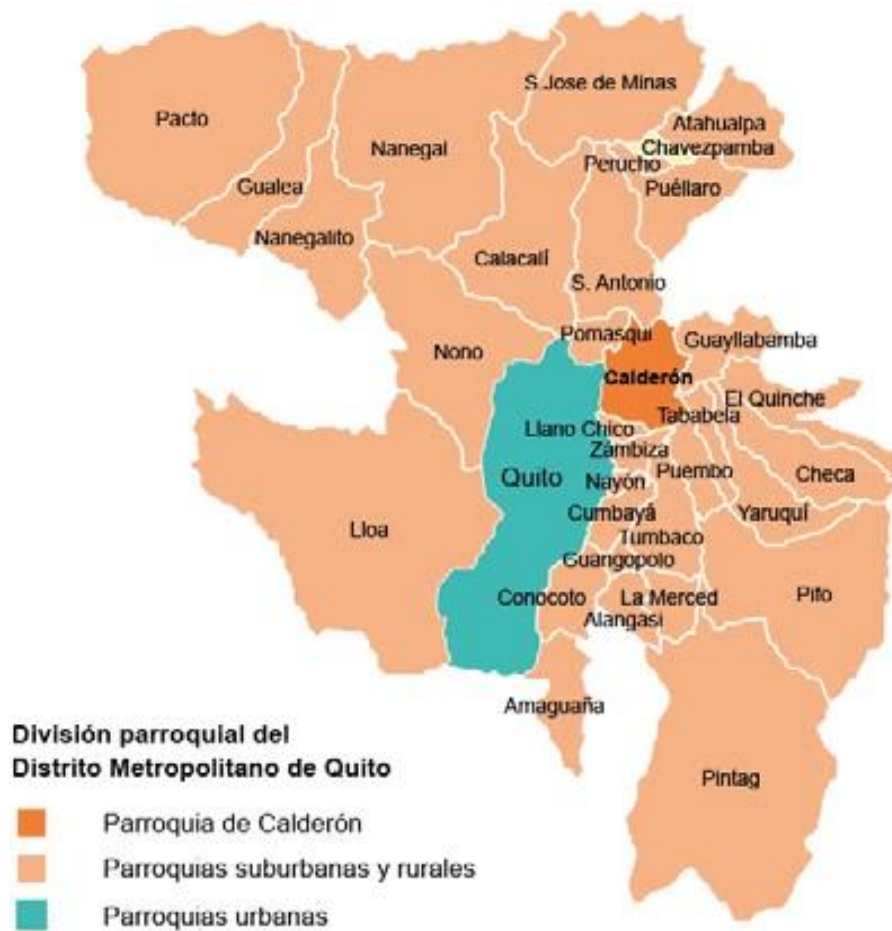 S.Jose de Minas
Pacto
Atahualpa
Nanegal
Chavezpamba
Perucho
Gualea
Puéllaro
Nanegalito
Calacalí
S. Antonio
Pomasqui
Guayllabamba
Nono
Calderón
El Quinche
Tababela
Llano Chico
Zámbiza
Quito
Nayón
Puembo
Checa
Cumbayá
Yaruquí
Lloa
Tumbaco
Guangopolo
Conocoto
La Merced
Pifo
Alangasi
Amaguaña
División parroquial del
Distrito Metropolitano de Quito
Pintag
Parroquia de Calderón
Parroquias suburbanas y rurales
Parroquias urbanas